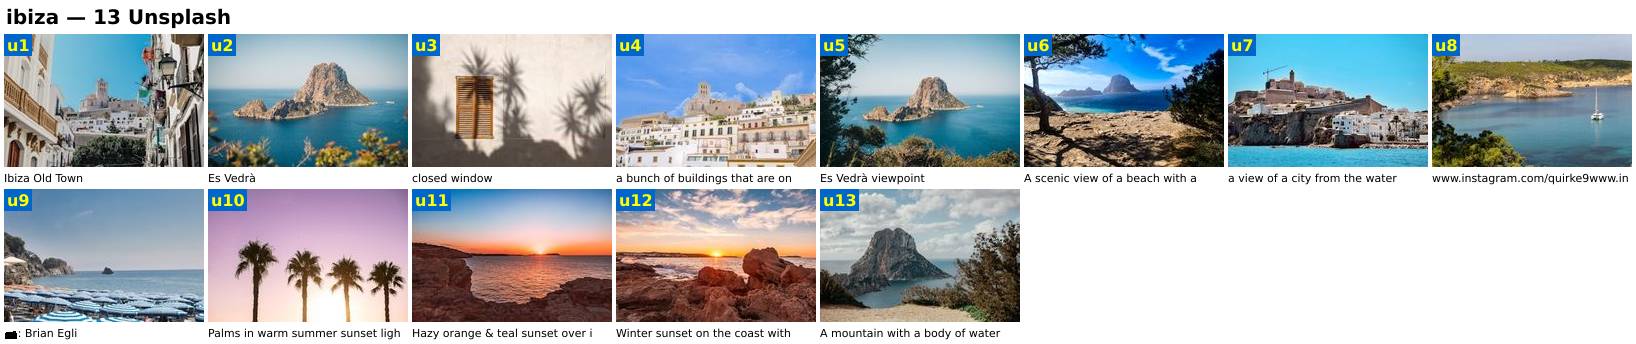 ibiza — 13 Unsplash
u1 u2 u3 u4 u5 u6 u7 u8
Ibiza Old Town Es Vedrà closed window a bunch of buildings that are on Es Vedrà viewpoint A scenic view of a beach with a a view of a city from the water www.instagram.com/quirke9www.in
u9 u10 u11 u12 u13
: Brian Egli Palms in warm summer sunset ligh Hazy orange & teal sunset over i Winter sunset on the coast with A mountain with a body of water